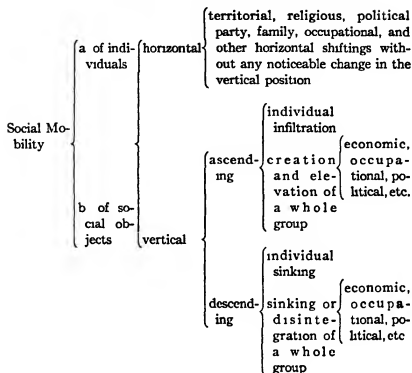 Social Mo-
bility
a of indi-
viduals
b of so-
cial ob-
jects
horizontal
territorial, religious, political
party, family, occupational, and
other horizontal shiftings with-
out any noticeable change in the
vertical position
vertical
ascend-
ing
individual
infiltration
creation
and ele-
vation of
a whole
group
economic,
occupa-
tional, po-
litical, etc.
descend-
ing
individual
sinking
sinking or
disinte-
gration of
a whole
group
economic,
occupa-
tional, po-
litical, etc